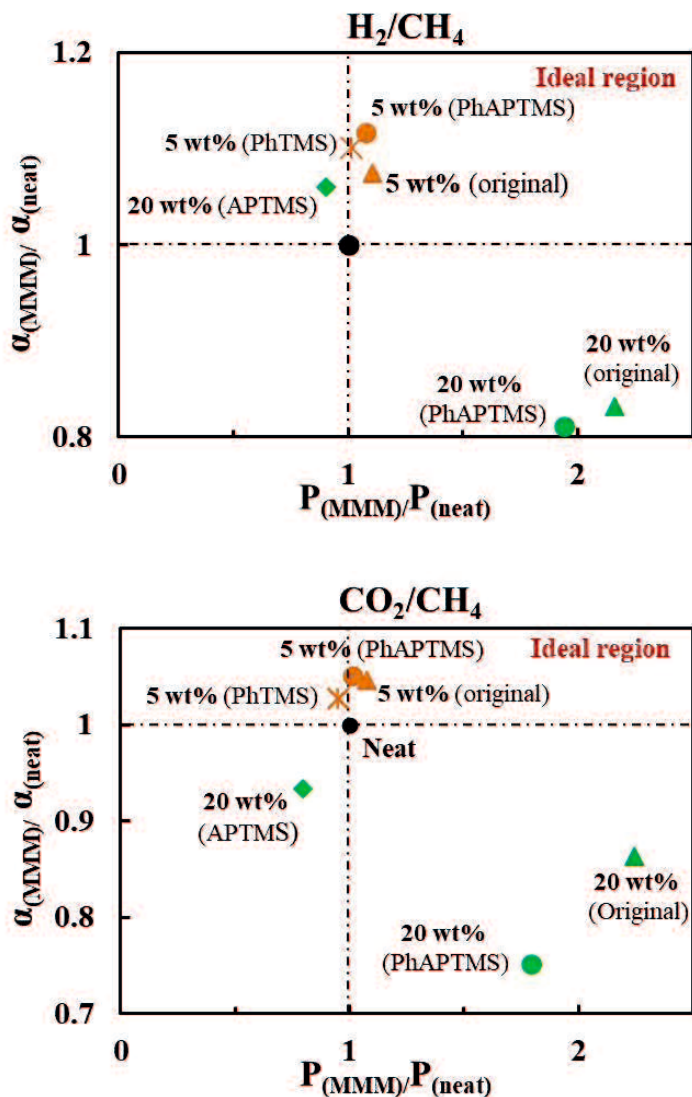 H₂/CH₄
1.2
Ideal region
5 wt% (PhAPTMS)
5 wt% (PhTMS)
5 wt% (original)
20 wt% (APTMS)
α(MMM)/ α(neat)
1
20 wt%
(original)
20 wt%
(PhAPTMS)
0.8
0
1
2
P(MMM)/P(neat)
CO₂/CH₄
1.1
Ideal region
5 wt% (PhAPTMS)
5 wt% (PhTMS)
5 wt% (original)
1
Neat
α(MMM)/ α(neat)
0.9
20 wt%
(APTMS)
20 wt%
(Original)
0.8
20 wt%
(PhAPTMS)
0.7
0
1
2
P(MMM)/P(neat)